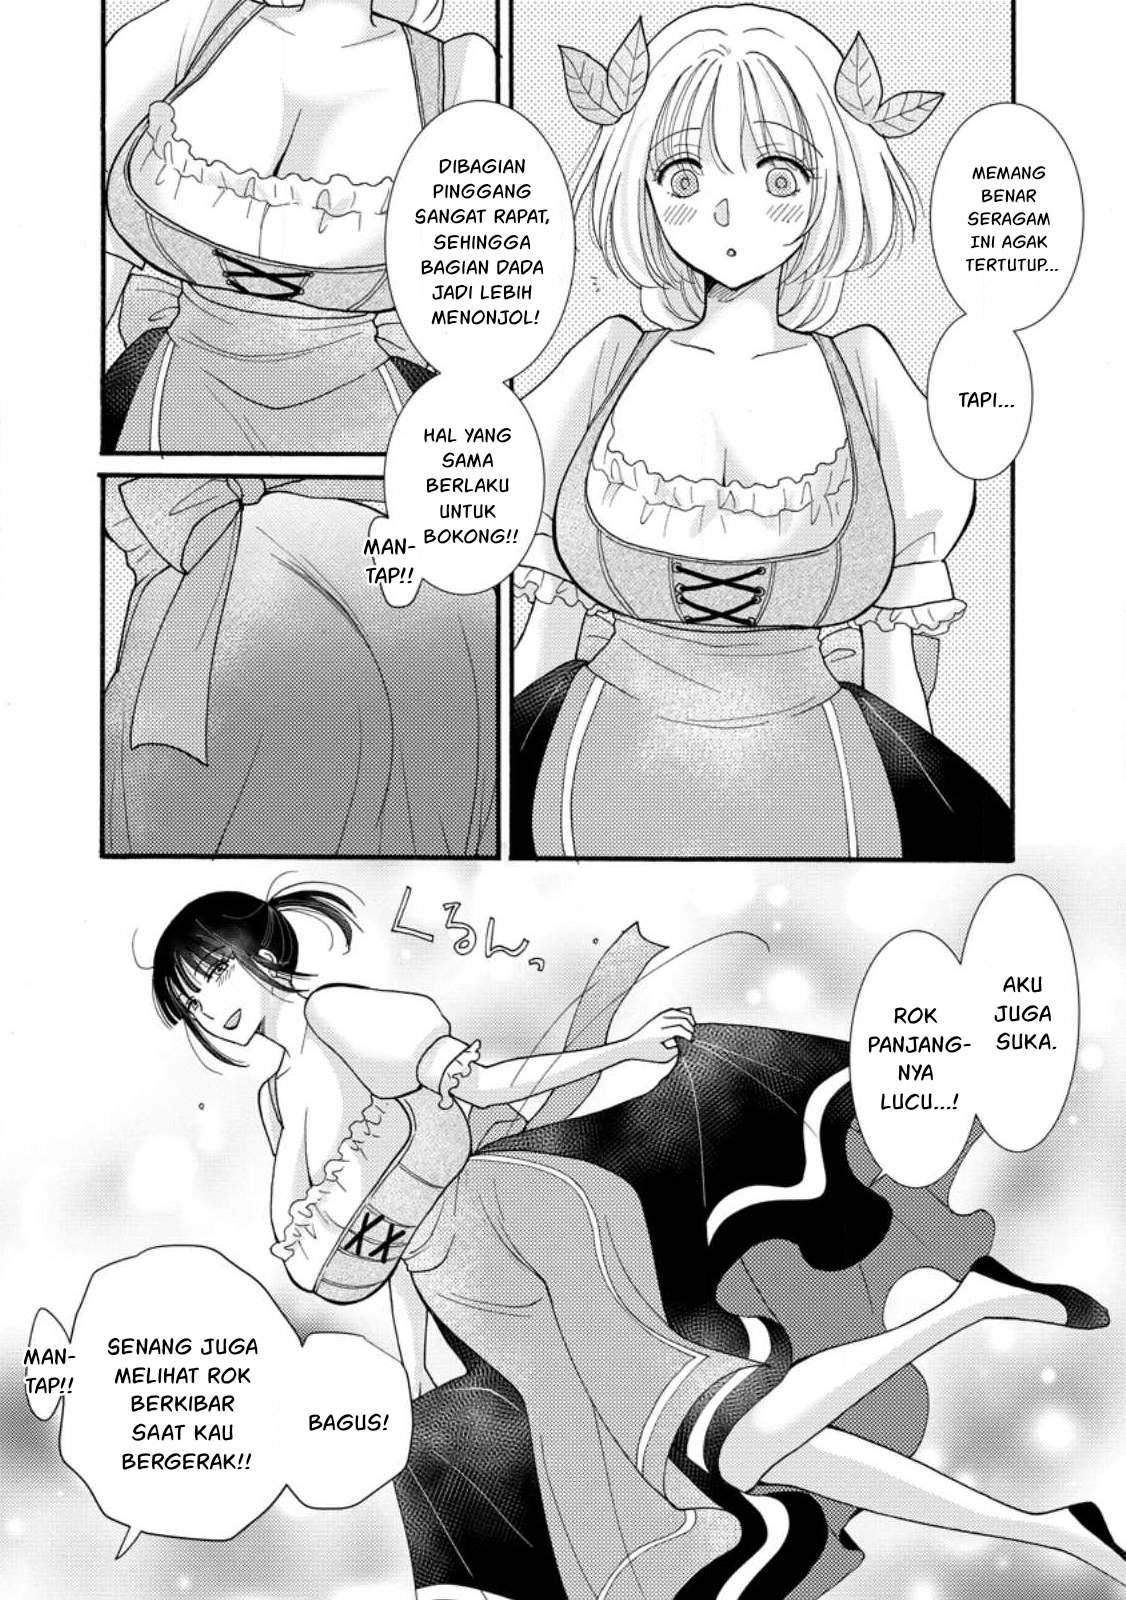 MEMANG
BENAR
SERAGAM
INI AGAK
TERTUTUP...
TAPI...
DIBAGIAN
PINGGANG
SANGAT RAPAT,
SEHINGGA
BAGIAN DADA
JADI LEBIH
MENONJOL!
HAL YANG
SAMA
BERLAKU
UNTUK
BOKONG!!
MAN-
TAP!!
AKU
JUGA
SUKA.
ROK
PANJANG-
NYA
LUCU...!
くるんっ
BAGUS!
SENANG JUGA
MELIHAT ROK
BERKIBAR
SAAT KAU
BERGERAK!!
MAN-
TAP!!